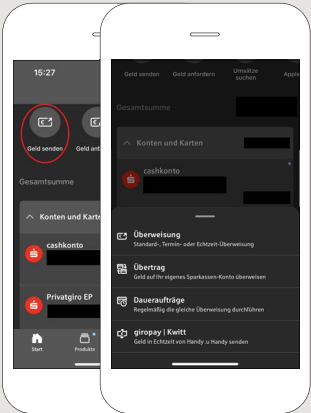 15:27
Geld senden
Geld ant
Gesamtsumme
Konten und Karte
cashkonto
Privatgiro EP
Start
Produkte
Geld senden
Geld anfordern
Umsätze
suchen
Apple
Gesamtsumme
Konten und Karten
cashkonto
Überweisung
Standard-, Termin- oder Echtzeit-Überweisung
Übertrag
Geld auf Ihr eigenes Sparkassen-Konto überweisen
Daueraufträge
Regelmäßig die gleiche Überweisung durchführen
giropay | Kwitt
Geld in Echtzeit von Handy zu Handy senden